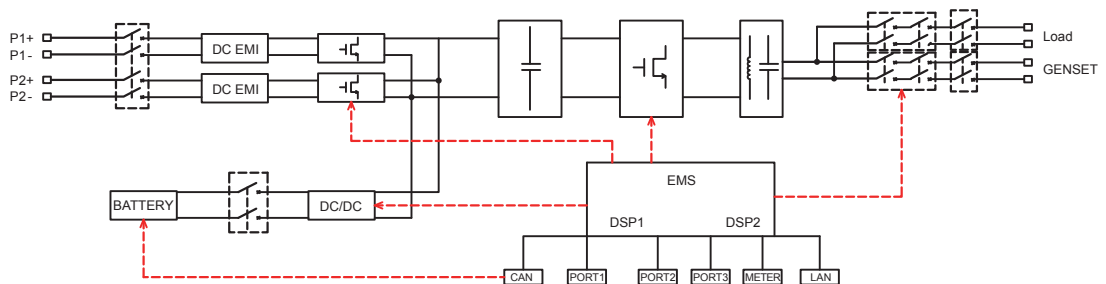 P1+
P1-
P2+
P2-
DC EMI
DC EMI
Load
GENSET
BATTERY
DC/DC
EMS
DSP1
DSP2
CAN
PORT1
PORT2
PORT3
METER
LAN